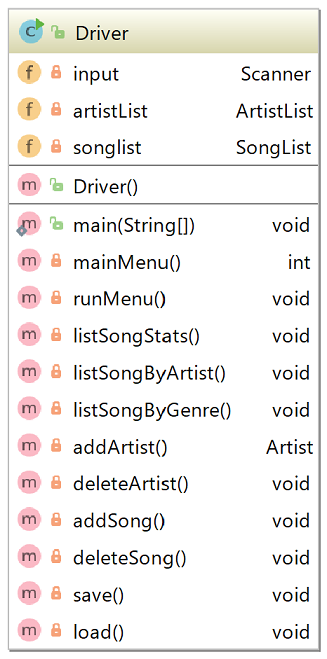 C Driver
f input Scanner
f artistList ArtistList
f songlist SongList
m Driver()
m main(String[]) void
m mainMenu() int
m runMenu() void
m listSongStats() void
m listSongByArtist() void
m listSongByGenre() void
m addArtist() Artist
m deleteArtist() void
m addSong() void
m deleteSong() void
m save() void
m load() void